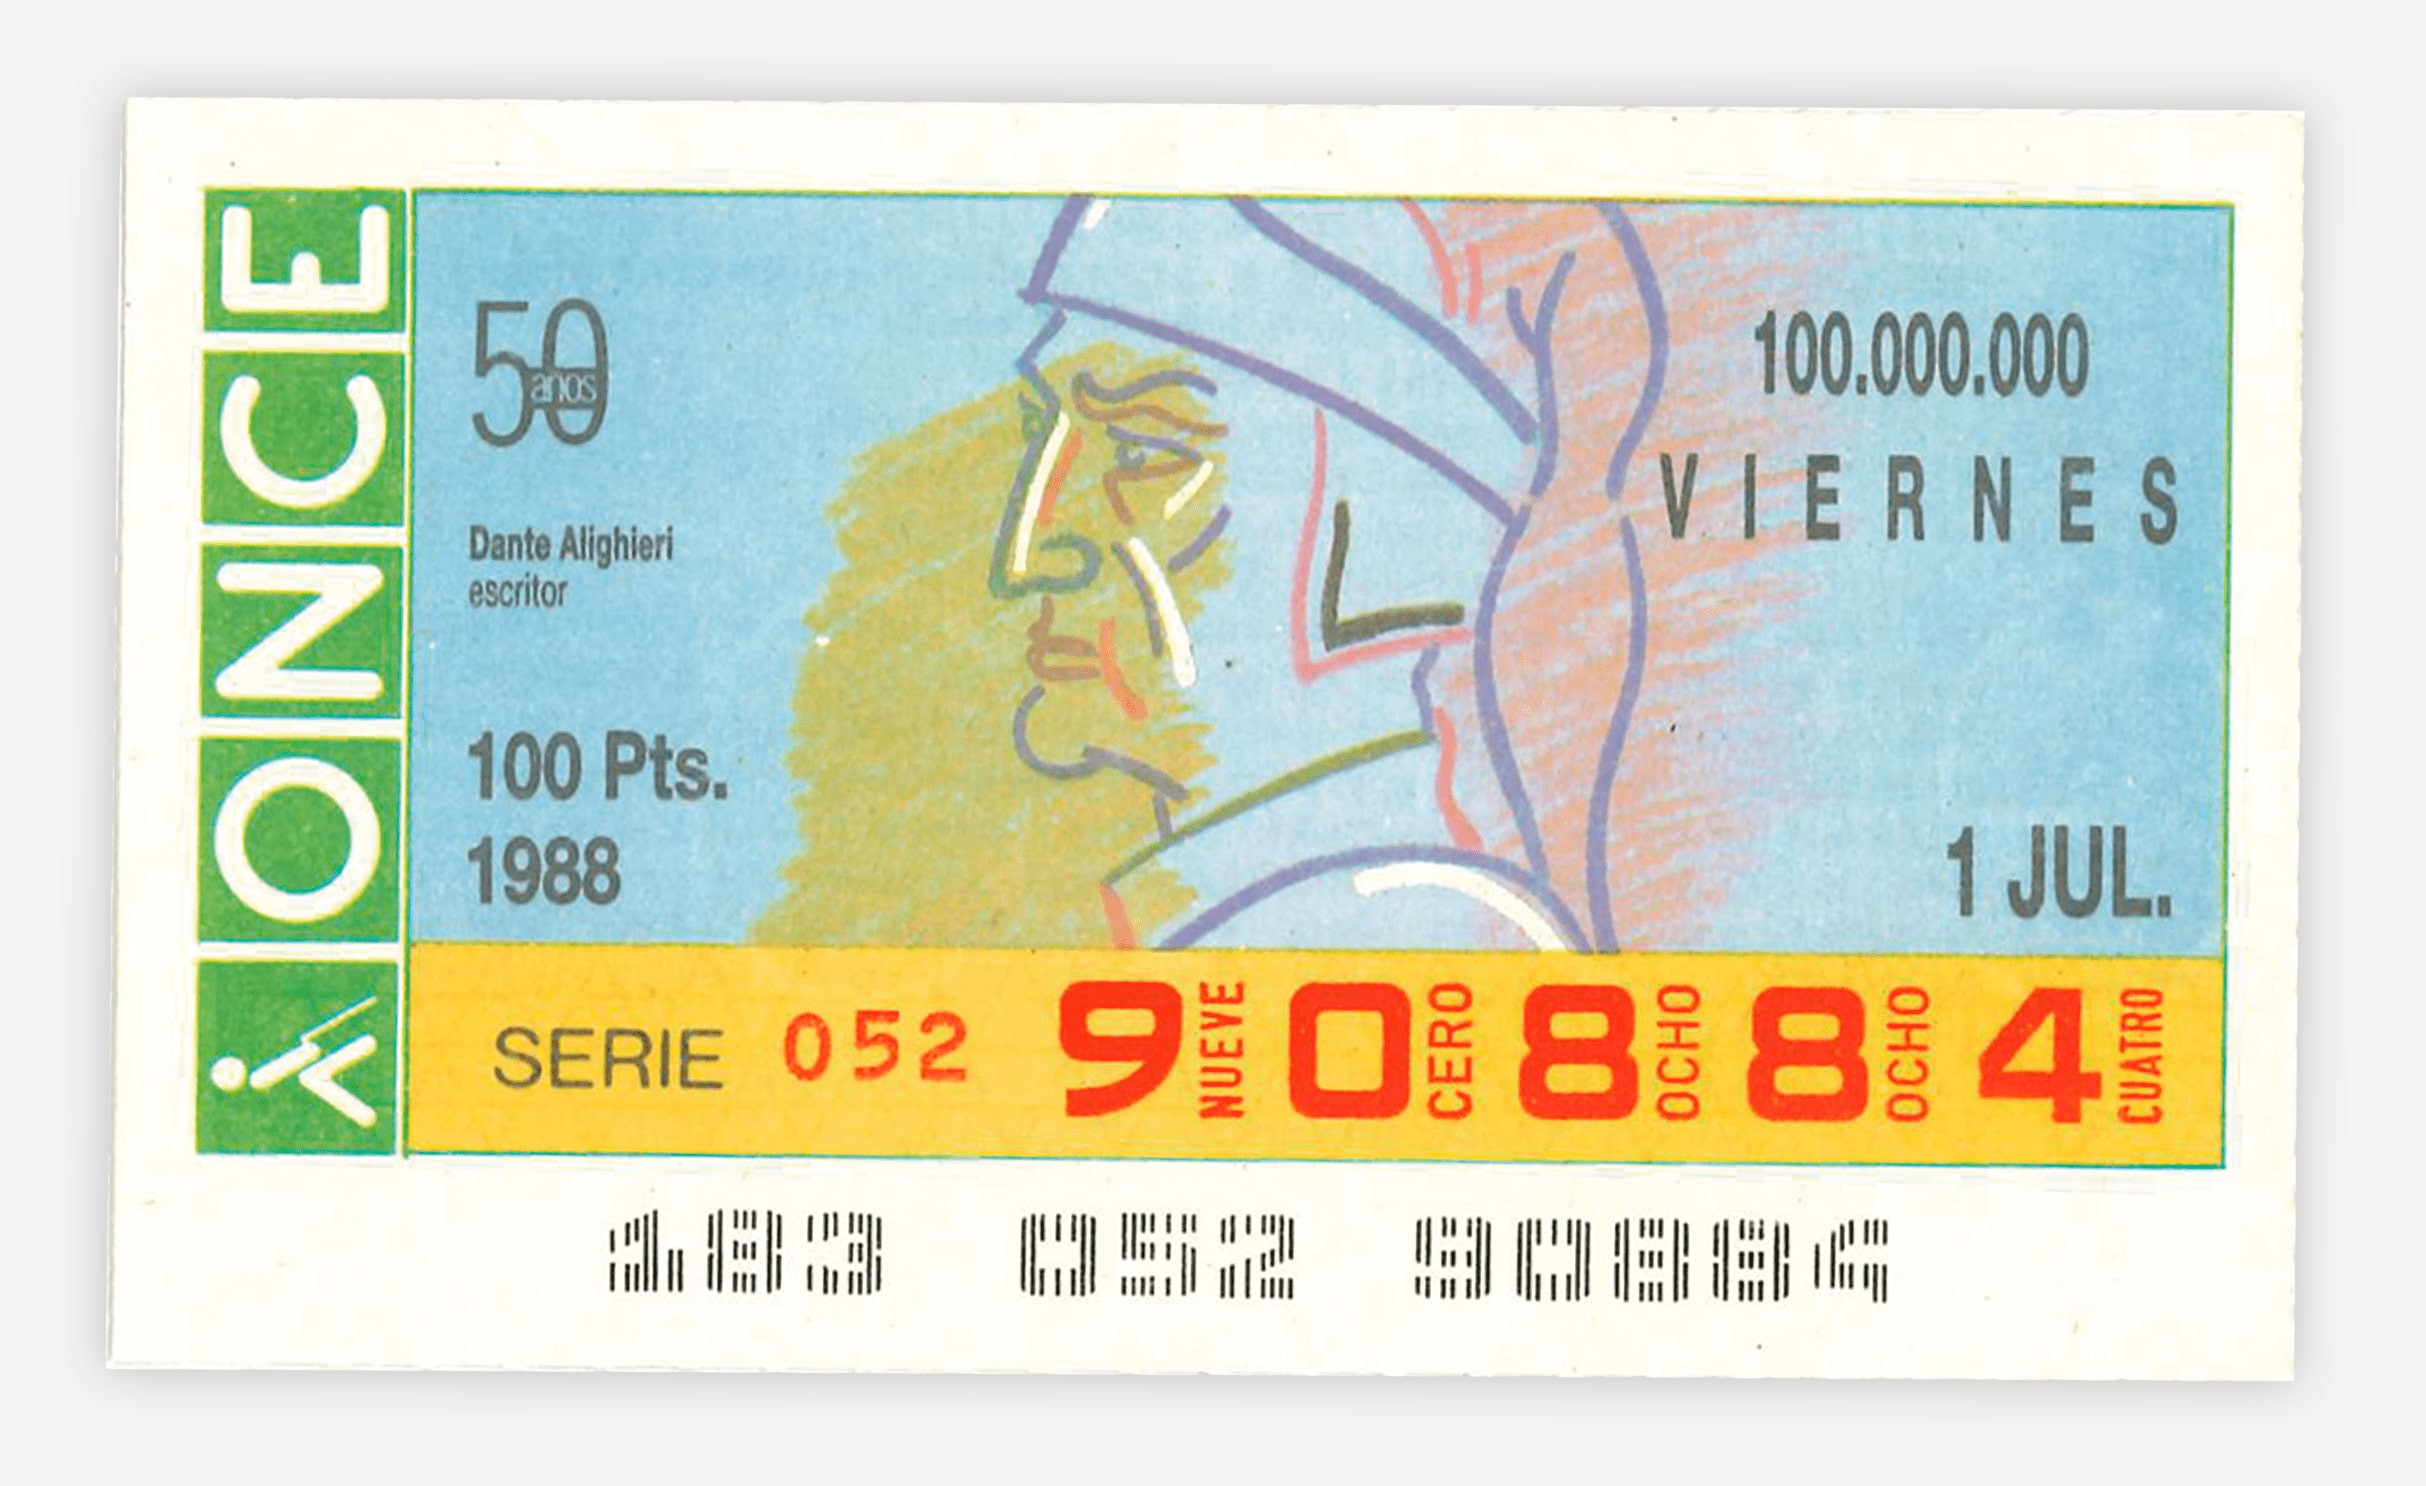 ONCE
50
años
Dante Alighieri
escritor
100 Pts.
1988
100.000.000
VIERNES
1 JUL.
SERIE 052 9 NUEVE 0 CERO 8 OCHO 8 OCHO 4 CUATRO
183 052 90884